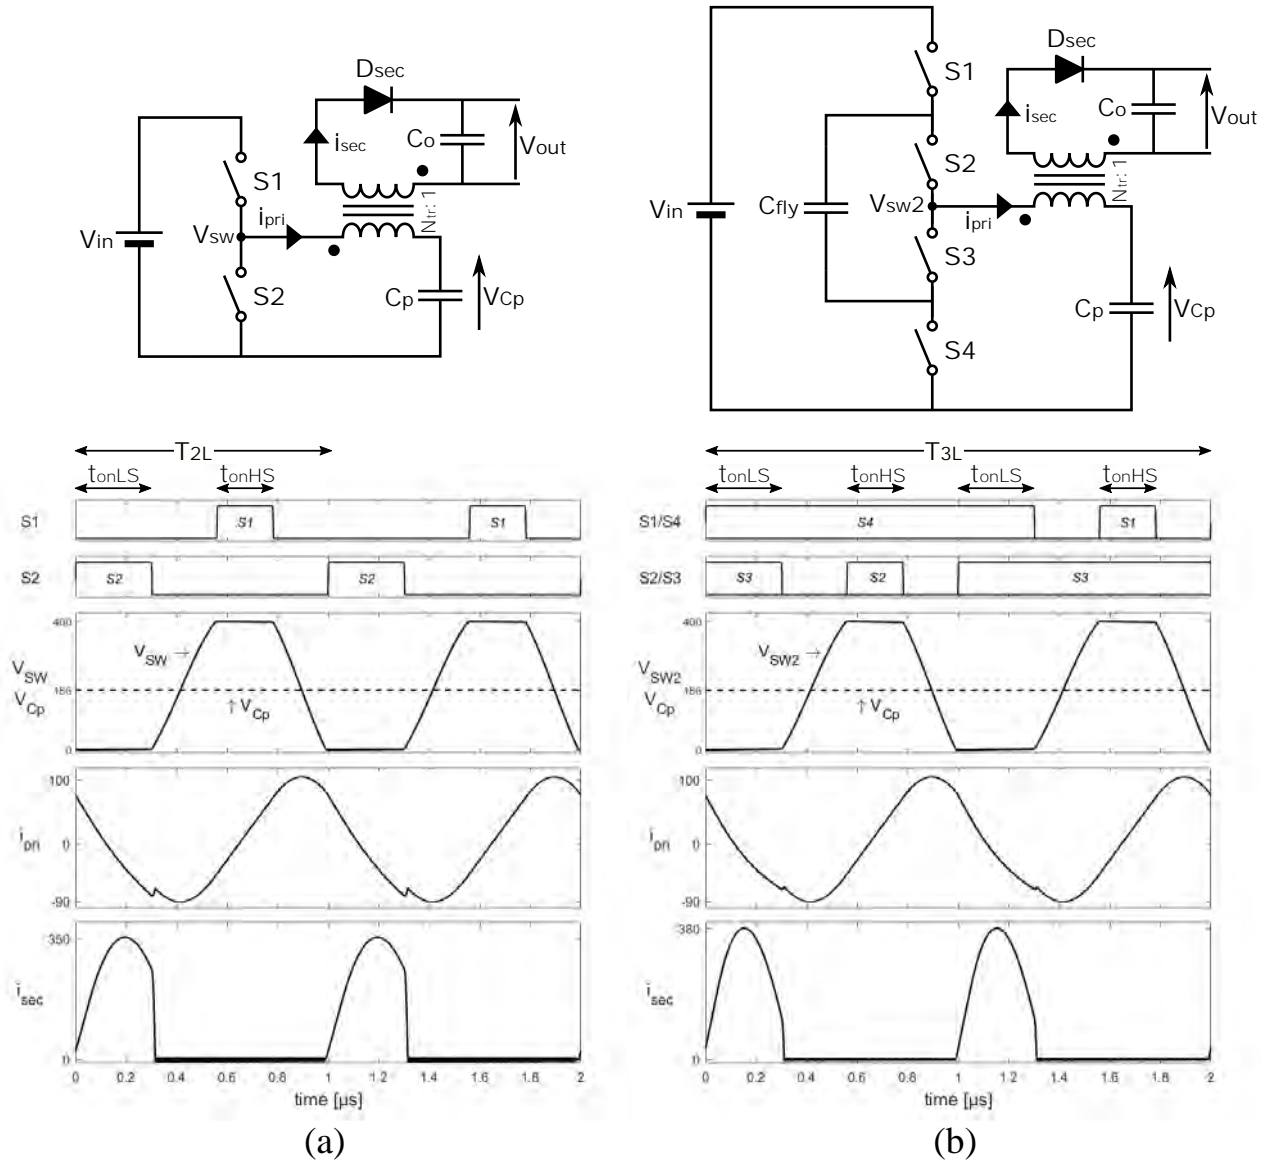 Dsec
isec
Co
Vout
S1
Ntr: 1
ipri
Vsw
Vin
S2
Cp
VCp
Dsec
S1
isec
Co
Vout
S2
Ntr: 1
Vin
Cfly
Vsw2
ipri
S3
Cp
VCp
S4
T2L
tonLS tonHS
S1 S1 S1
S2 S2 S2
400
VSW →
VSW
186
VCp
↑ VCp
0
100
ipri 0
-90
350
isec
0
0 0.2 0.4 0.6 0.8 1 1.2 1.4 1.6 1.8 2
time [µs]
(a)
T3L
tonLS tonHS tonLS tonHS
S1/S4 S4 S1
S2/S3 S3 S2 S3
400
VSW2 →
VSW2
186
VCp
↑ VCp
0
100
ipri 0
-90
380
isec
0
0 0.2 0.4 0.6 0.8 1 1.2 1.4 1.6 1.8 2
time [µs]
(b)